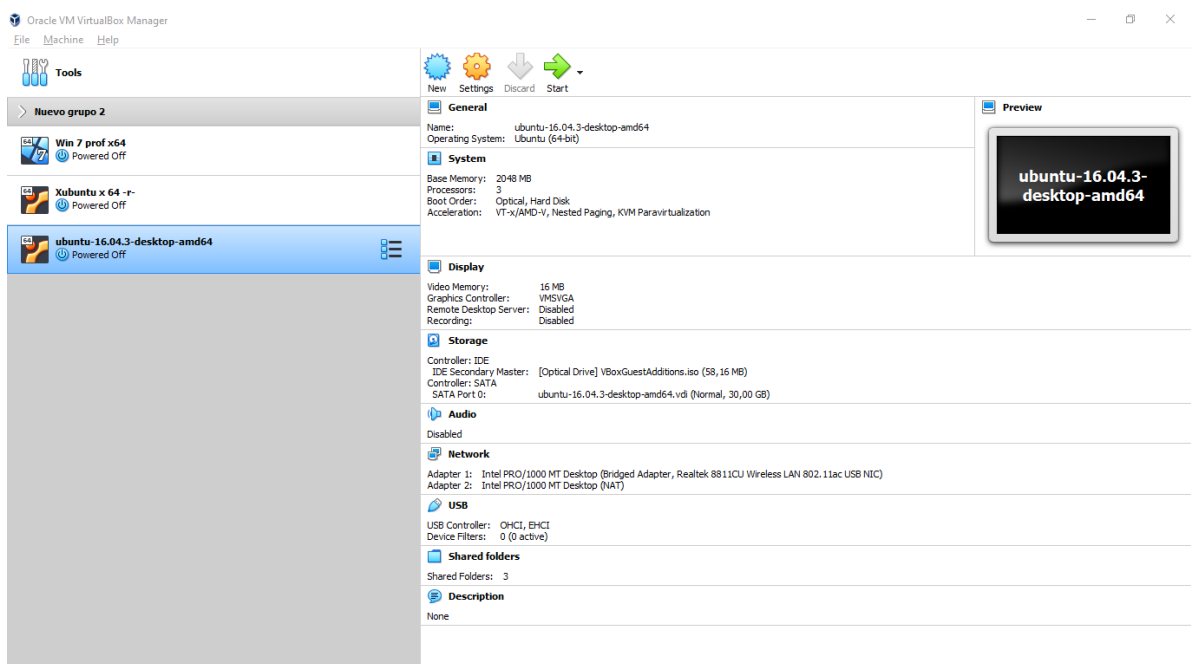 Oracle VM VirtualBox Manager
File Machine Help
Tools
Nuevo grupo 2
64
Win 7 prof x64
Powered Off
64
Xubuntu x 64 -r-
Powered Off
64
ubuntu-16.04.3-desktop-amd64
Powered Off
New Settings Discard Start
General
Name: ubuntu-16.04.3-desktop-amd64
Operating System: Ubuntu (64-bit)
Preview
ubuntu-16.04.3-
desktop-amd64
System
Base Memory: 2048 MB
Processors: 3
Boot Order: Optical, Hard Disk
Acceleration: VT-x/AMD-V, Nested Paging, KVM Paravirtualization
Display
Video Memory: 16 MB
Graphics Controller: VMSVGA
Remote Desktop Server: Disabled
Recording: Disabled
Storage
Controller: IDE
IDE Secondary Master: [Optical Drive] VBoxGuestAdditions.iso (58,16 MB)
Controller: SATA
SATA Port 0: ubuntu-16.04.3-desktop-amd64.vdi (Normal, 30,00 GB)
Audio
Disabled
Network
Adapter 1: Intel PRO/1000 MT Desktop (Bridged Adapter, Realtek 8811CU Wireless LAN 802.11ac USB NIC)
Adapter 2: Intel PRO/1000 MT Desktop (NAT)
USB
USB Controller: OHCI, EHCI
Device Filters: 0 (0 active)
Shared folders
Shared Folders: 3
Description
None